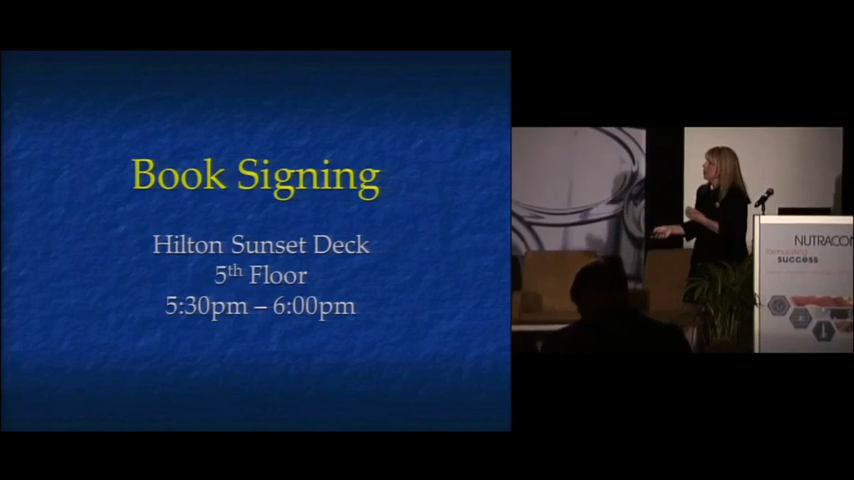 Book Signing
Hilton Sunset Deck
5th Floor
5:30pm – 6:00pm
NUTRACON
success